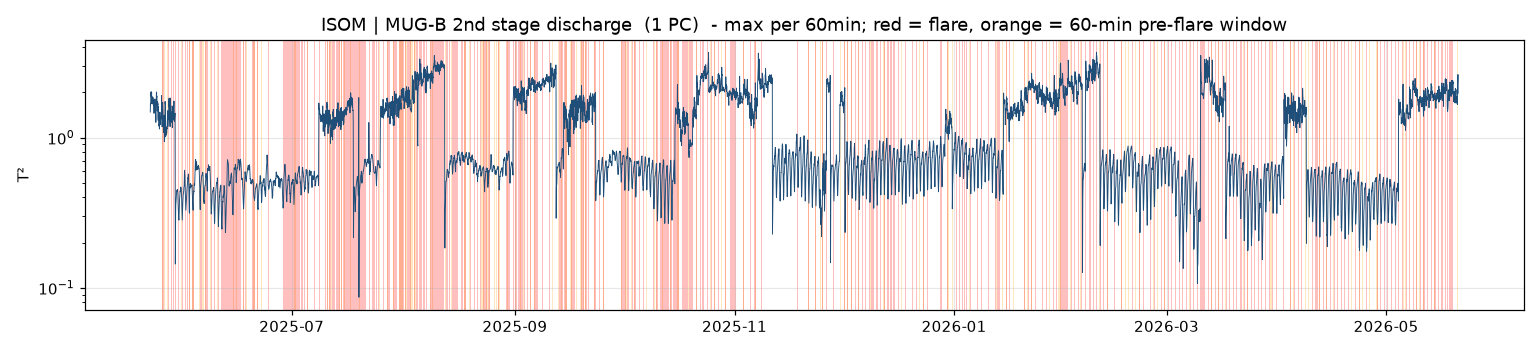 ISOM | MUG-B 2nd stage discharge  (1 PC)  - max per 60min; red = flare, orange = 60-min pre-flare window
T²
10⁰
10⁻¹
2025-07 2025-09 2025-11 2026-01 2026-03 2026-05